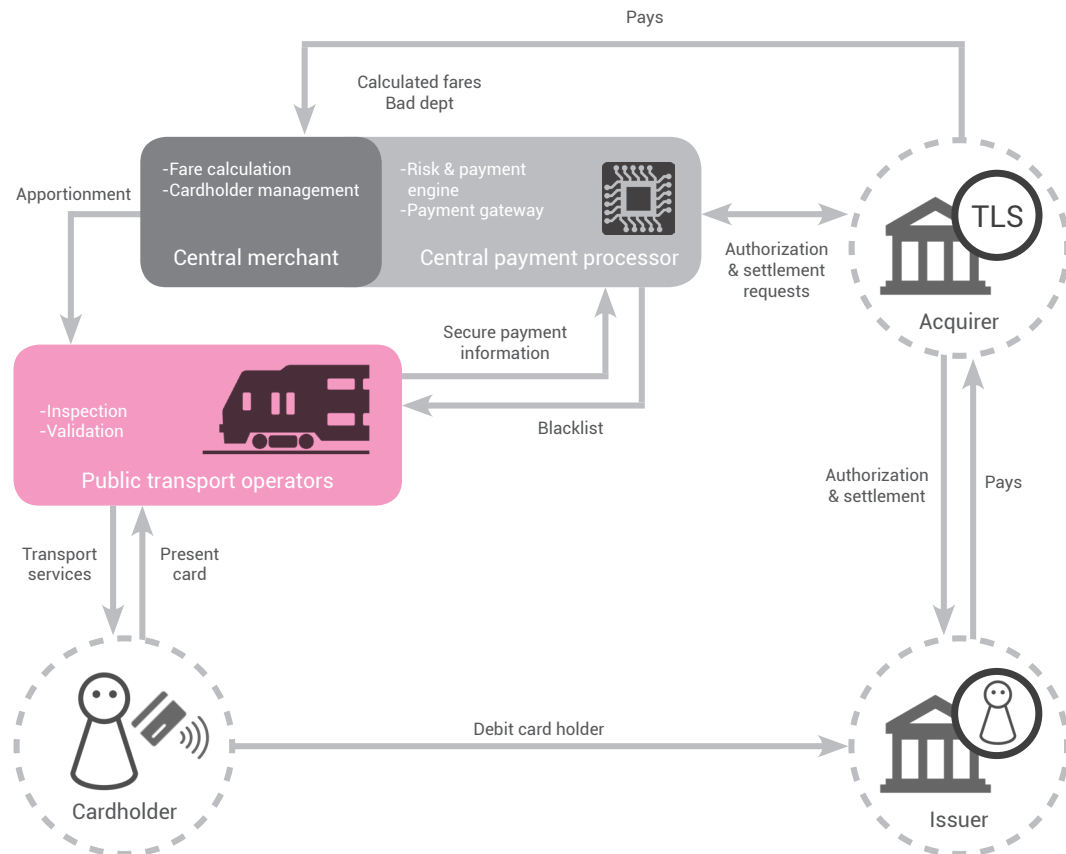 Pays
Calculated fares
Bad dept
-Fare calculation
-Cardholder management
-Risk & payment
engine
-Payment gateway
Apportionment
TLS
Central merchant
Central payment processor
Authorization
& settlement
requests
Acquirer
Secure payment
information
-Inspection
-Validation
Blacklist
Public transport operators
Authorization
& settlement
Pays
Transport
services
Present
card
Debit card holder
Cardholder
Issuer